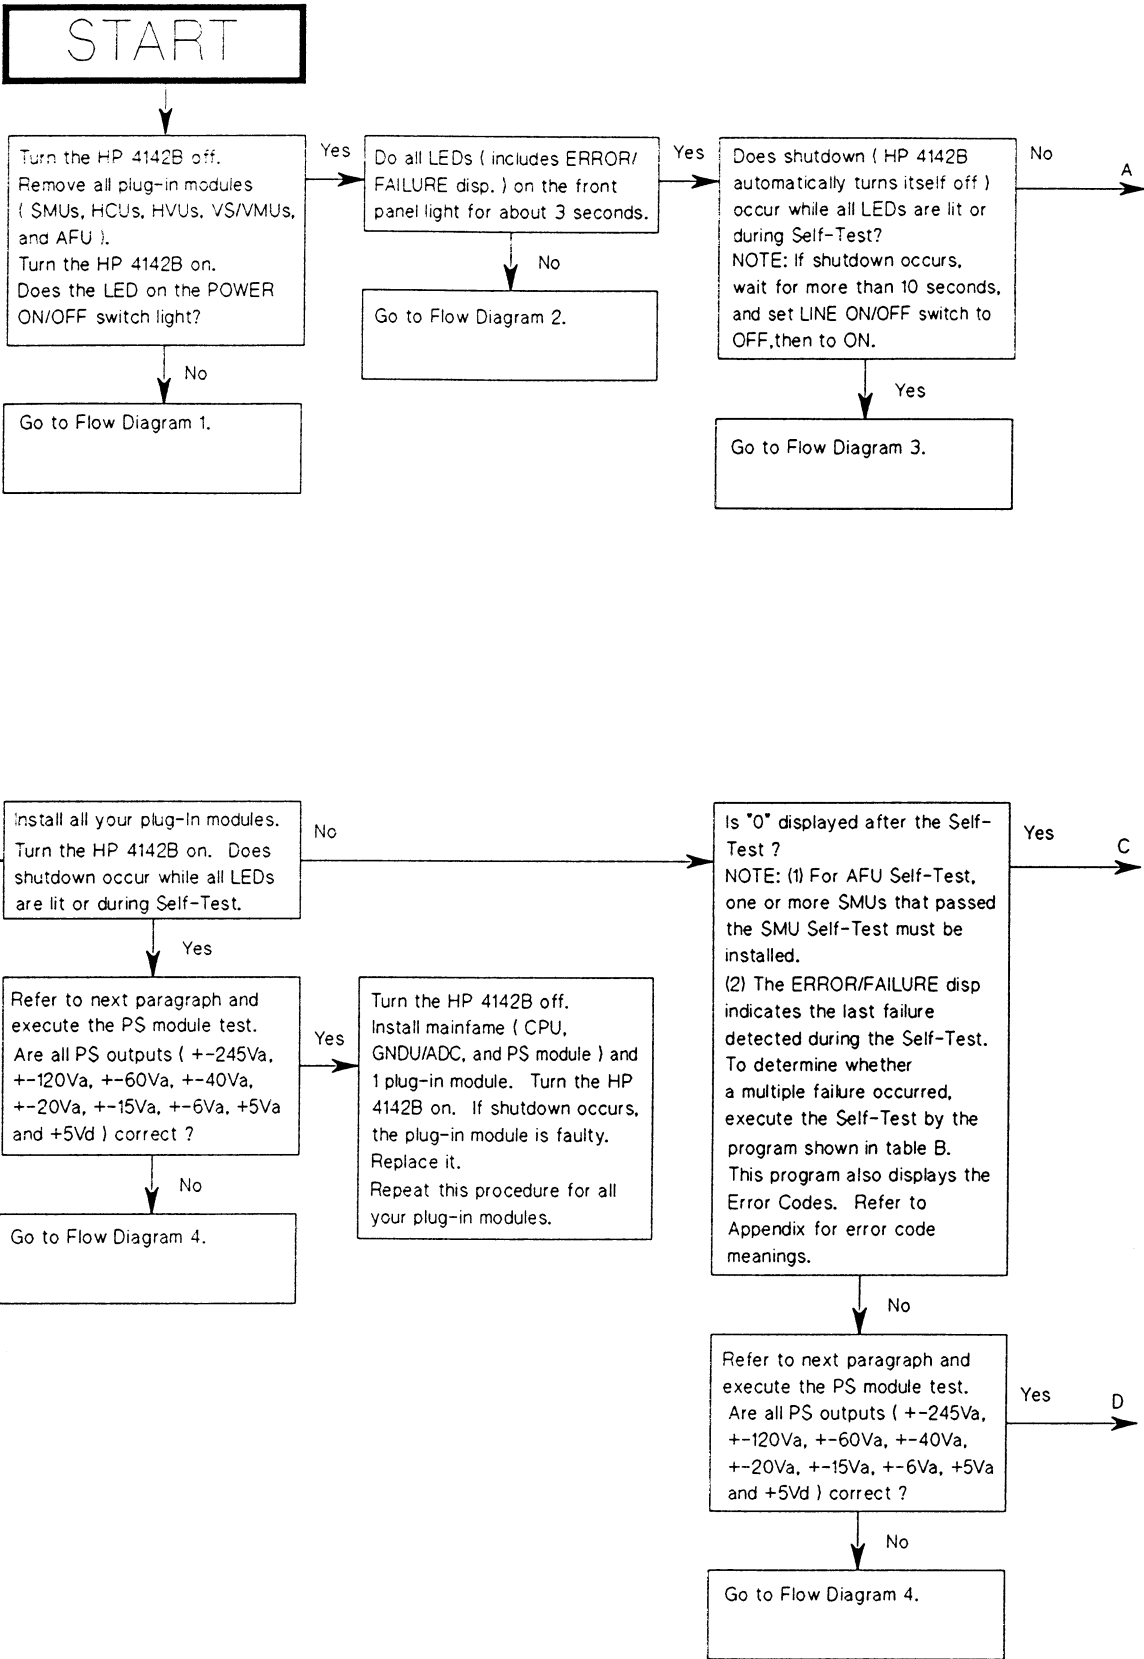 START
Turn the HP 4142B off.
Remove all plug-in modules
( SMUs, HCUs, HVUs, VS/VMUs,
and AFU ).
Turn the HP 4142B on.
Does the LED on the POWER
ON/OFF switch light?
Yes
No
Go to Flow Diagram 1.
Do all LEDs ( includes ERROR/
FAILURE disp. ) on the front
panel light for about 3 seconds.
Yes
No
Go to Flow Diagram 2.
Does shutdown ( HP 4142B
automatically turns itself off )
occur while all LEDs are lit or
during Self-Test?
NOTE: If shutdown occurs,
wait for more than 10 seconds,
and set LINE ON/OFF switch to
OFF,then to ON.
No
A
Yes
Go to Flow Diagram 3.
Install all your plug-In modules.
Turn the HP 4142B on. Does
shutdown occur while all LEDs
are lit or during Self-Test.
No
Yes
Refer to next paragraph and
execute the PS module test.
Are all PS outputs ( +-245Va,
+-120Va, +-60Va, +-40Va,
+-20Va, +-15Va, +-6Va, +5Va
and +5Vd ) correct ?
Yes
No
Go to Flow Diagram 4.
Turn the HP 4142B off.
Install mainfame ( CPU,
GNDU/ADC, and PS module ) and
1 plug-in module. Turn the HP
4142B on. If shutdown occurs,
the plug-in module is faulty.
Replace it.
Repeat this procedure for all
your plug-in modules.
Is "0" displayed after the Self-
Test ?
NOTE: (1) For AFU Self-Test,
one or more SMUs that passed
the SMU Self-Test must be
installed.
(2) The ERROR/FAILURE disp
indicates the last failure
detected during the Self-Test.
To determine whether
a multiple failure occurred,
execute the Self-Test by the
program shown in table B.
This program also displays the
Error Codes. Refer to
Appendix for error code
meanings.
Yes
C
No
Refer to next paragraph and
execute the PS module test.
Are all PS outputs ( +-245Va,
+-120Va, +-60Va, +-40Va,
+-20Va, +-15Va, +-6Va, +5Va
and +5Vd ) correct ?
Yes
D
No
Go to Flow Diagram 4.